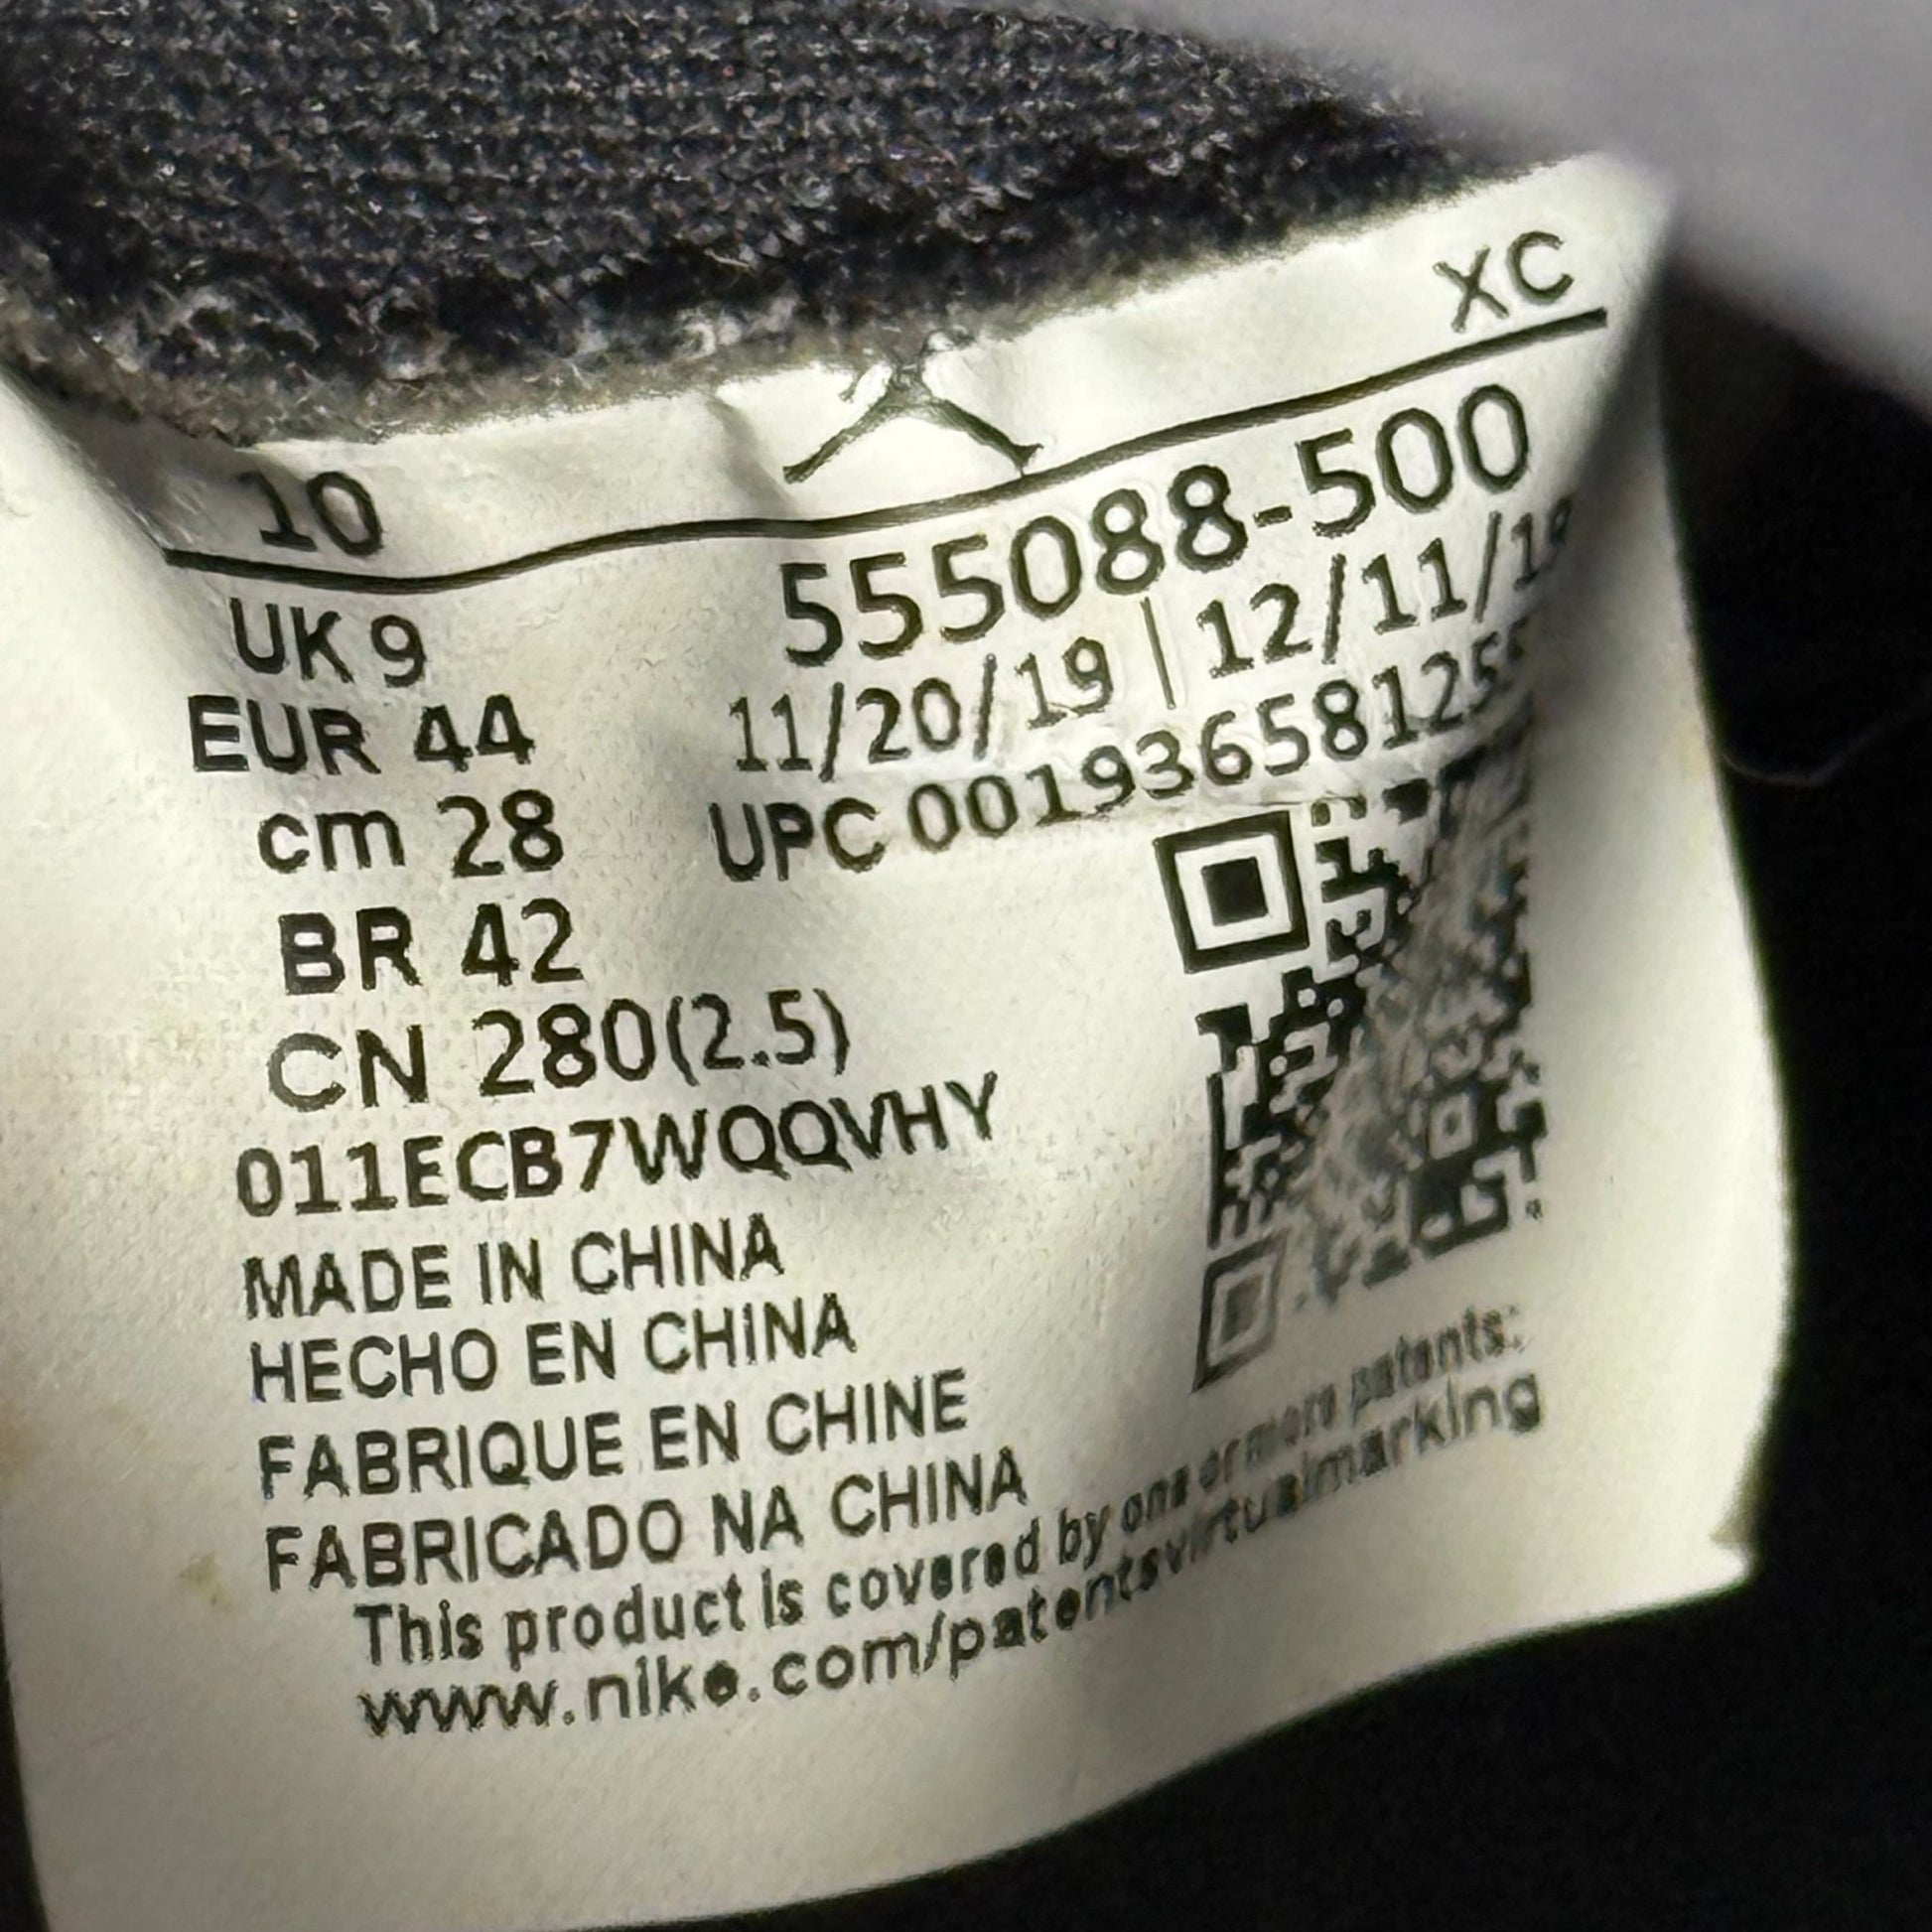 XC
10
555088-500
UK 9
11/20/19 | 12/11/19
EUR 44
UPC 00193658125
cm 28
BR 42
CN 280(2.5)
011ECB7WQQVHY
MADE IN CHINA
HECHO EN CHINA
FABRIQUE EN CHINE
FABRICADO NA CHINA
This product is covered by one or more patents:
www.nike.com/patentsvirtualmarking